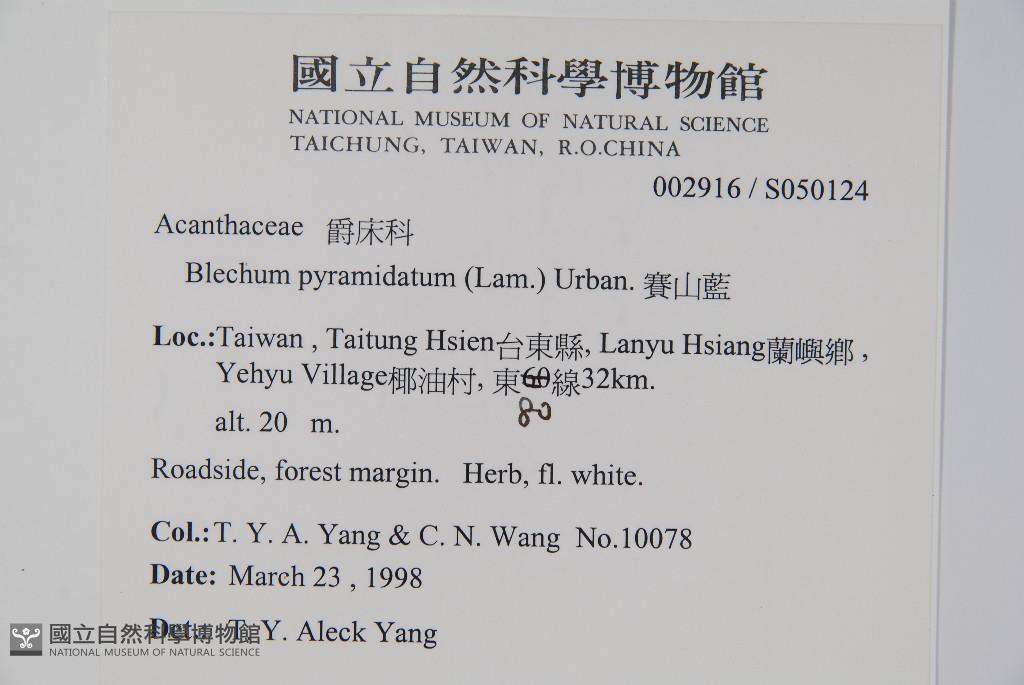 國立自然科學博物館
NATIONAL MUSEUM OF NATURAL SCIENCE
TAICHUNG, TAIWAN, R.O.CHINA
002916 / S050124
Acanthaceae 爵床科
Blechum pyramidatum (Lam.) Urban. 賽山藍
Loc.:Taiwan , Taitung Hsien台東縣, Lanyu Hsiang蘭嶼鄉 ,
Yehyu Village椰油村, 東60線32km.
80
alt. 20 m.
Roadside, forest margin. Herb, fl. white.
Col.:T. Y. A. Yang & C. N. Wang No.10078
Date: March 23 , 1998
Det.: T. Y. Aleck Yang
國立自然科學博物館
NATIONAL MUSEUM OF NATURAL SCIENCE